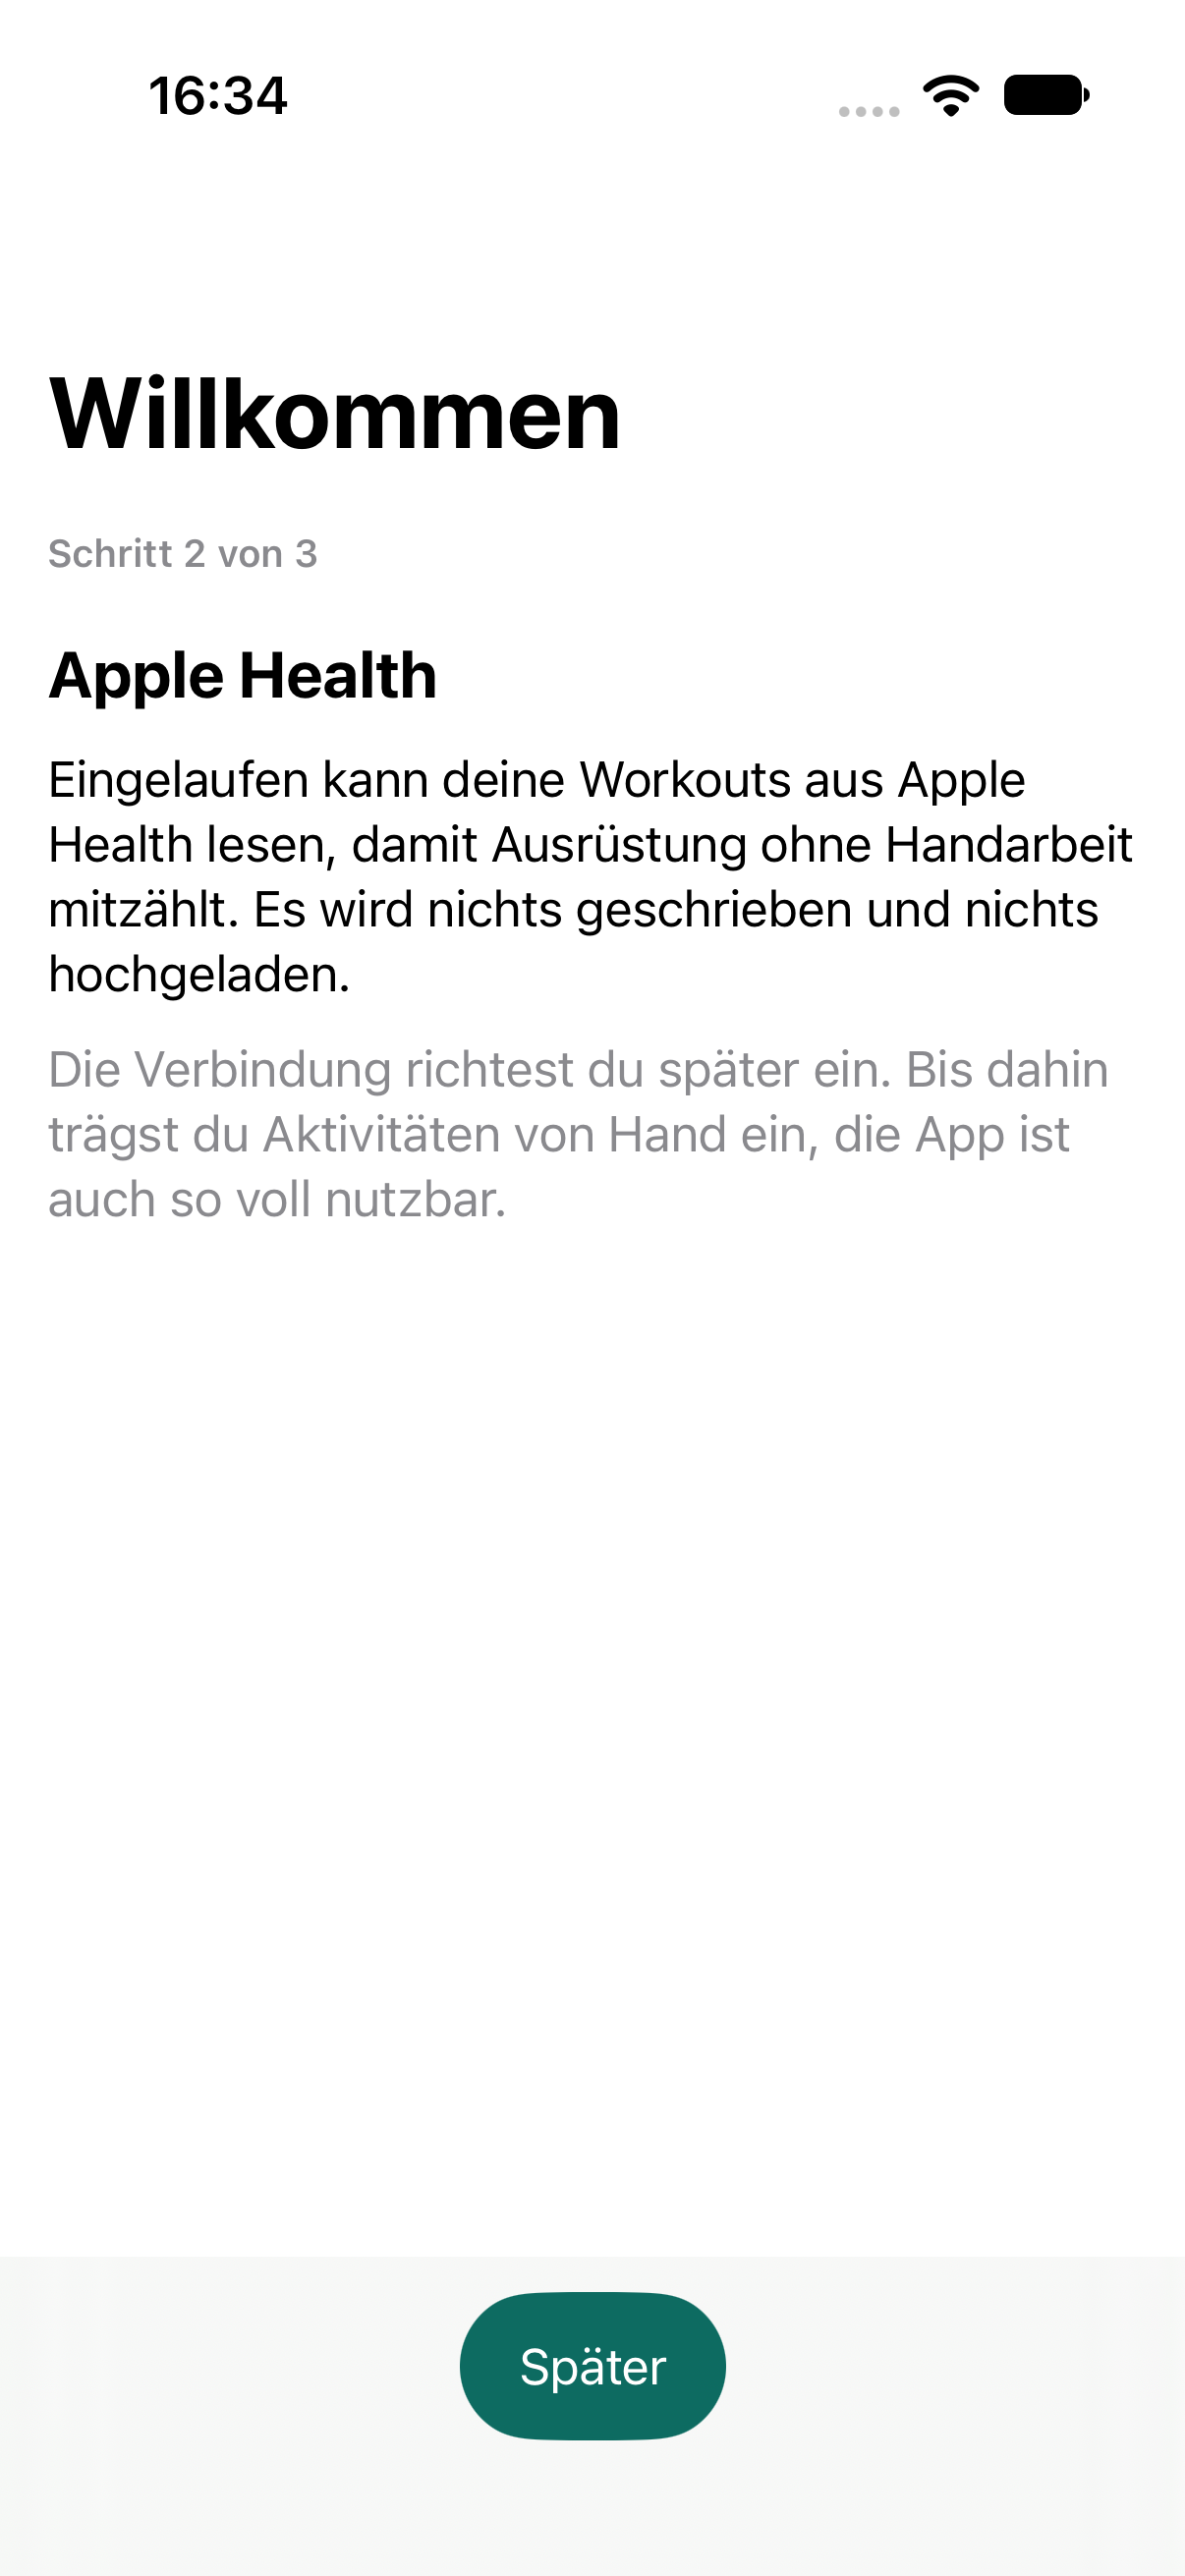 16:34
Willkommen
Schritt 2 von 3
Apple Health
Eingelaufen kann deine Workouts aus Apple
Health lesen, damit Ausrüstung ohne Handarbeit
mitzählt. Es wird nichts geschrieben und nichts
hochgeladen.
Die Verbindung richtest du später ein. Bis dahin
trägst du Aktivitäten von Hand ein, die App ist
auch so voll nutzbar.
Später